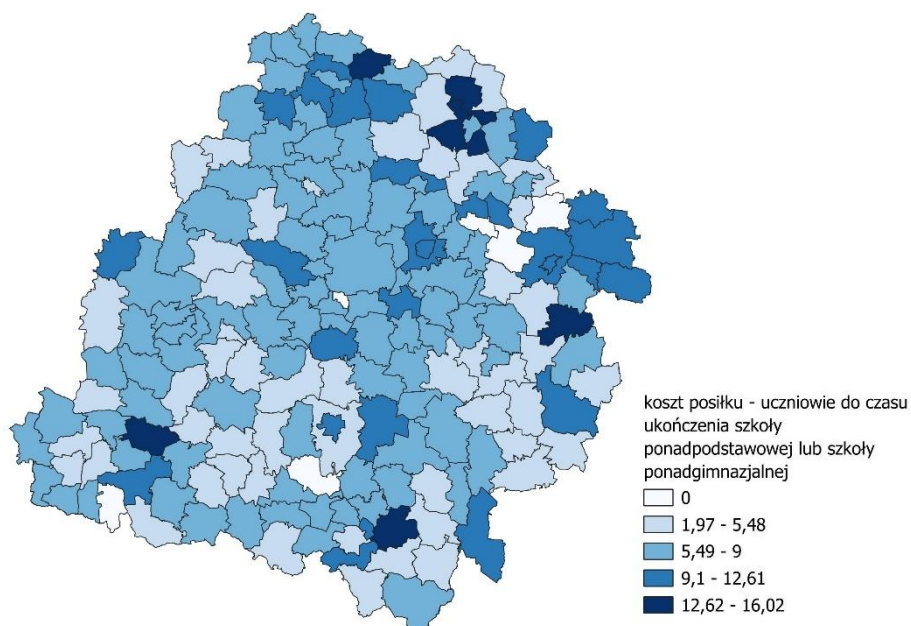 koszt posiłku - uczniowie do czasu
ukończenia szkoły
ponadpodstawowej lub szkoły
ponadgimnazjalnej
0
1,97 - 5,48
5,49 - 9
9,1 - 12,61
12,62 - 16,02